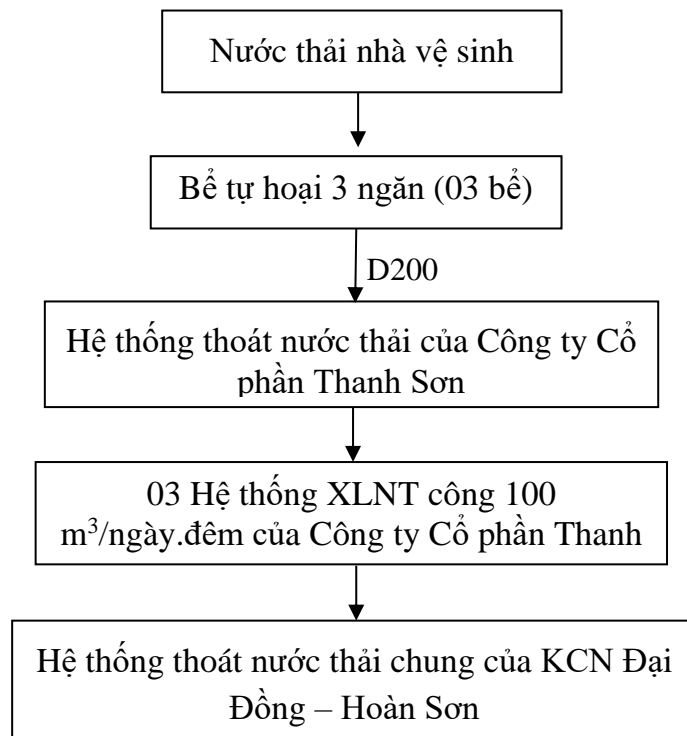 Nước thải nhà vệ sinh
Bể tự hoại 3 ngăn (03 bể)
D200
Hệ thống thoát nước thải của Công ty Cổ
phần Thanh Sơn
03 Hệ thống XLNT công 100
m³/ngày.đêm của Công ty Cổ phần Thanh
Hệ thống thoát nước thải chung của KCN Đại
Đồng – Hoàn Sơn